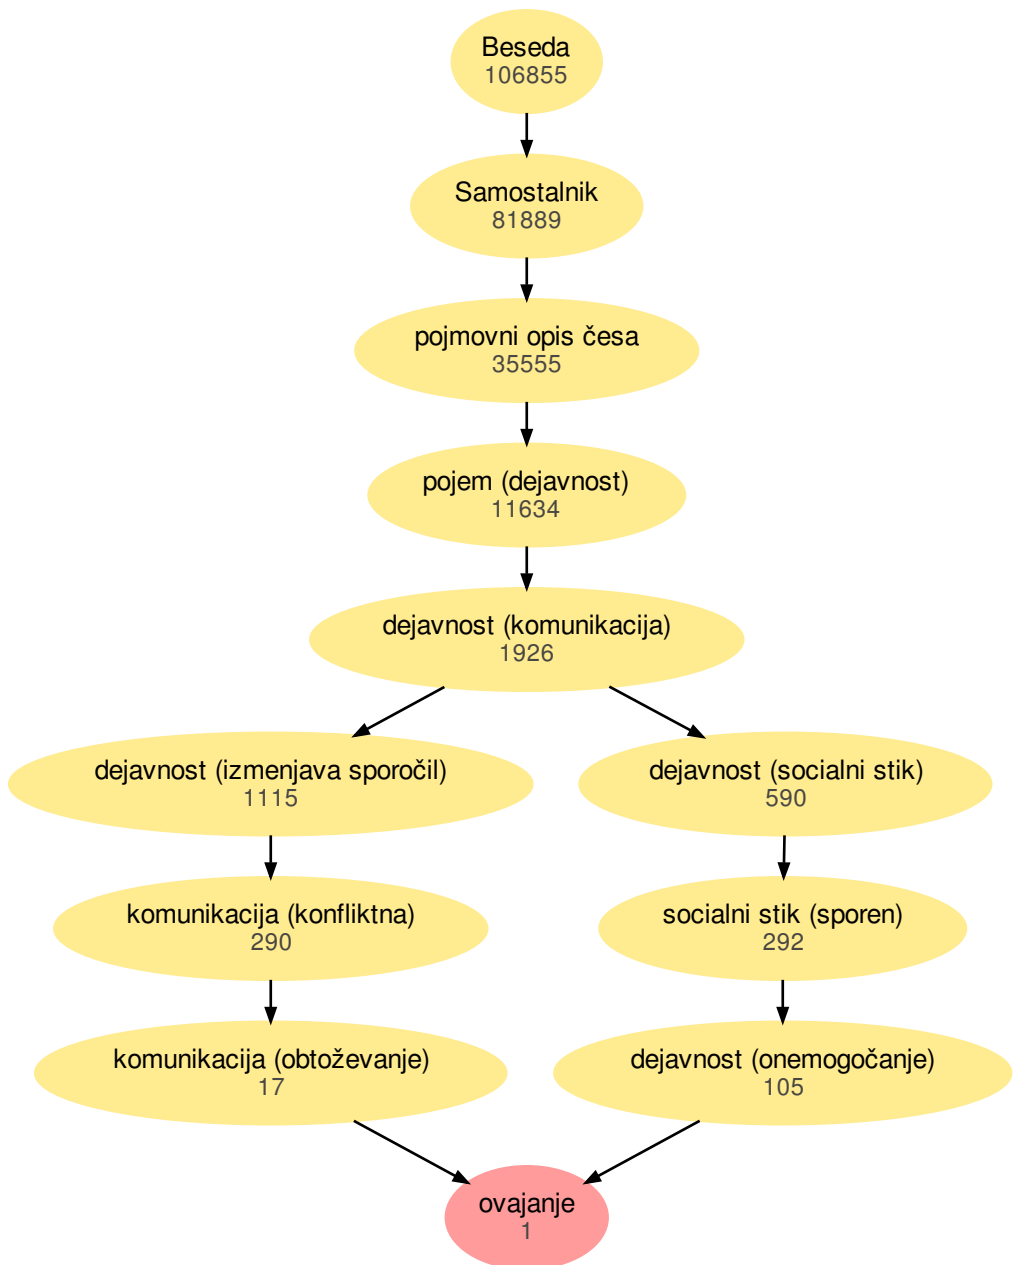 Beseda
106855
Samostalnik
81889
pojmovni opis česa
35555
pojem (dejavnost)
11634
dejavnost (komunikacija)
1926
dejavnost (izmenjava sporočil)
1115
dejavnost (socialni stik)
590
komunikacija (konfliktna)
290
socialni stik (sporen)
292
komunikacija (obtoževanje)
17
dejavnost (onemogočanje)
105
ovajanje
1